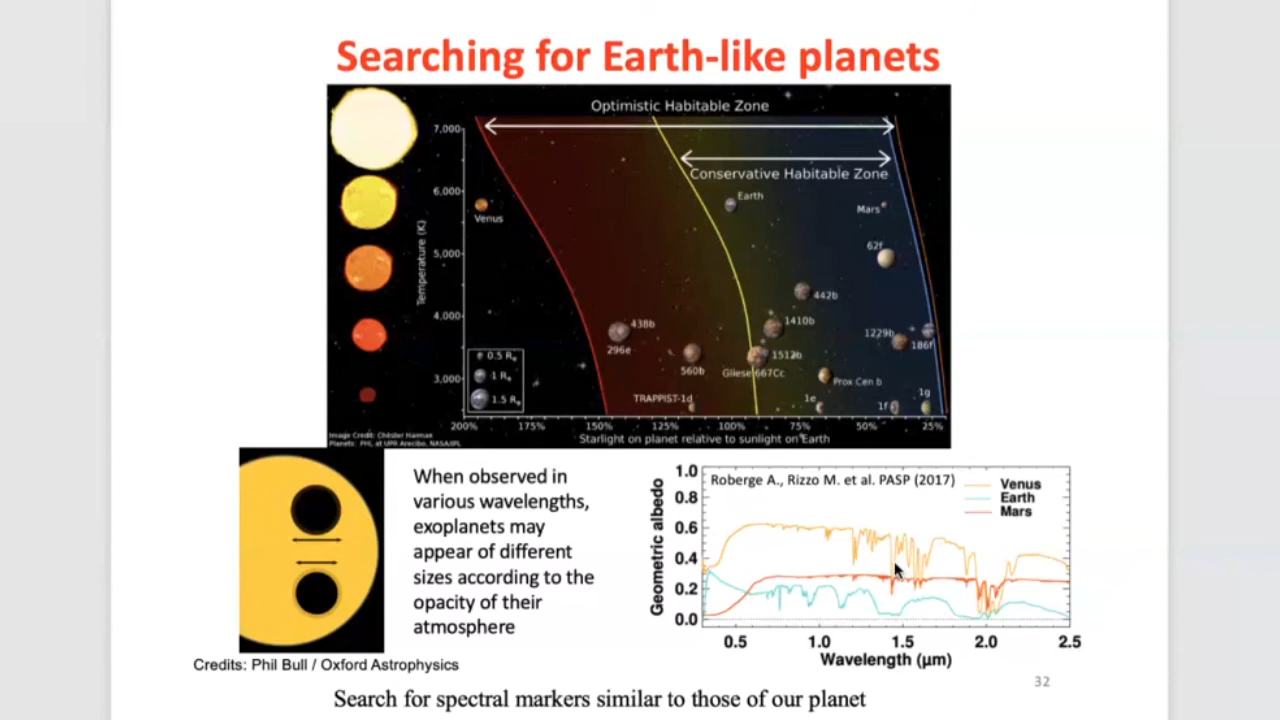 Searching for Earth-like planets
Optimistic Habitable Zone
Conservative Habitable Zone
7,000
6,000
5,000
4,000
3,000
Temperature (K)
Venus
Earth
Mars
62f
442b
438b
1410b
296e
1229b
186f
560b
1512b
Gliese 667Cc
Prox Cen b
TRAPPIST-1d
1e
1f
1g
0.5 R⊕
1 R⊕
1.5 R⊕
200% 175% 150% 125% 100% 75% 50% 25%
Starlight on planet relative to sunlight on Earth
Image Credit: Chester Harman
Planets: PHL at UPR Arecibo, NASA/JPL
When observed in
various wavelengths,
exoplanets may
appear of different
sizes according to the
opacity of their
atmosphere
Credits: Phil Bull / Oxford Astrophysics
Roberge A., Rizzo M. et al. PASP (2017)
Venus
Earth
Mars
Geometric albedo
1.0
0.8
0.6
0.4
0.2
0.0
0.5 1.0 1.5 2.0 2.5
Wavelength (μm)
32
Search for spectral markers similar to those of our planet